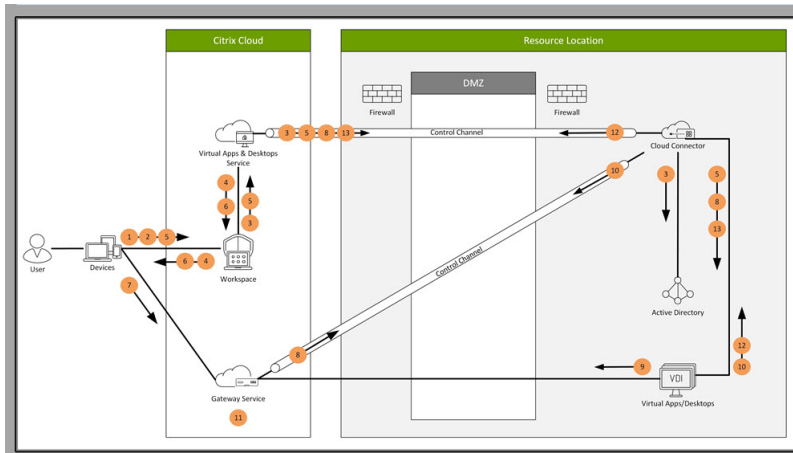 Citrix Cloud
Resource Location
DMZ
Firewall
Firewall
3 5 8 13
Control Channel
12
Virtual Apps & Desktops
Service
Cloud Connector
4
6
5
3
10
3
5
8
13
1 2 5
User
Devices
6 4
Workspace
Control Channel
7
Active Directory
8
12
10
9
VDI
Gateway Service
Virtual Apps/Desktops
11